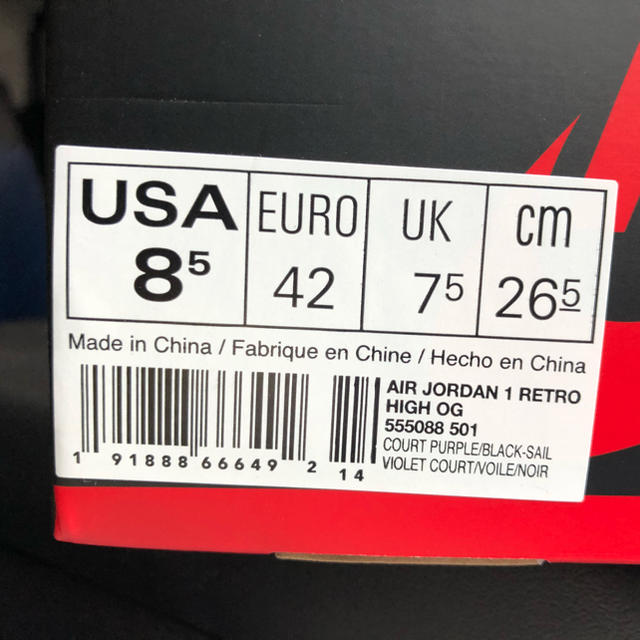 USA EURO UK cm
8⁵ 42 7⁵ 26⁵
Made in China / Fabrique en Chine / Hecho en China
AIR JORDAN 1 RETRO
HIGH OG
555088 501
COURT PURPLE/BLACK-SAIL
VIOLET COURT/VOILE/NOIR
1 91888 66649 2 14